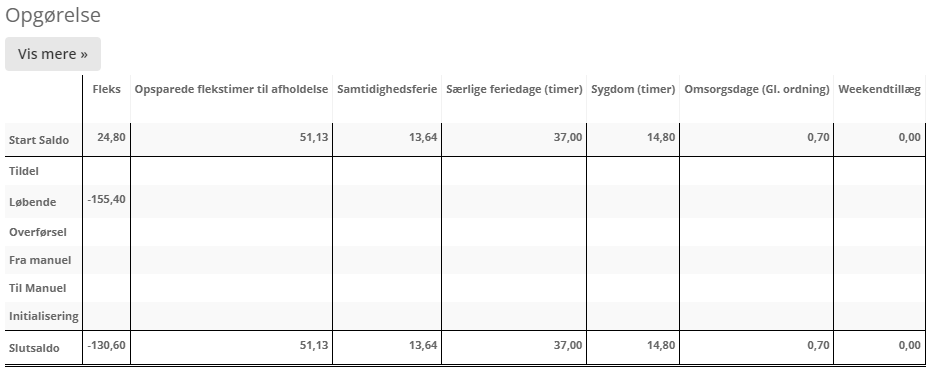 Opgørelse
Vis mere »
Fleks Opsparede flekstimer til afholdelse Samtidighedsferie Særlige feriedage (timer) Sygdom (timer) Omsorgsdage (Gl. ordning) Weekendtillæg
Start Saldo 24,80 51,13 13,64 37,00 14,80 0,70 0,00
Tildel
Løbende -155,40
Overførsel
Fra manuel
Til Manuel
Initialisering
Slutsaldo -130,60 51,13 13,64 37,00 14,80 0,70 0,00